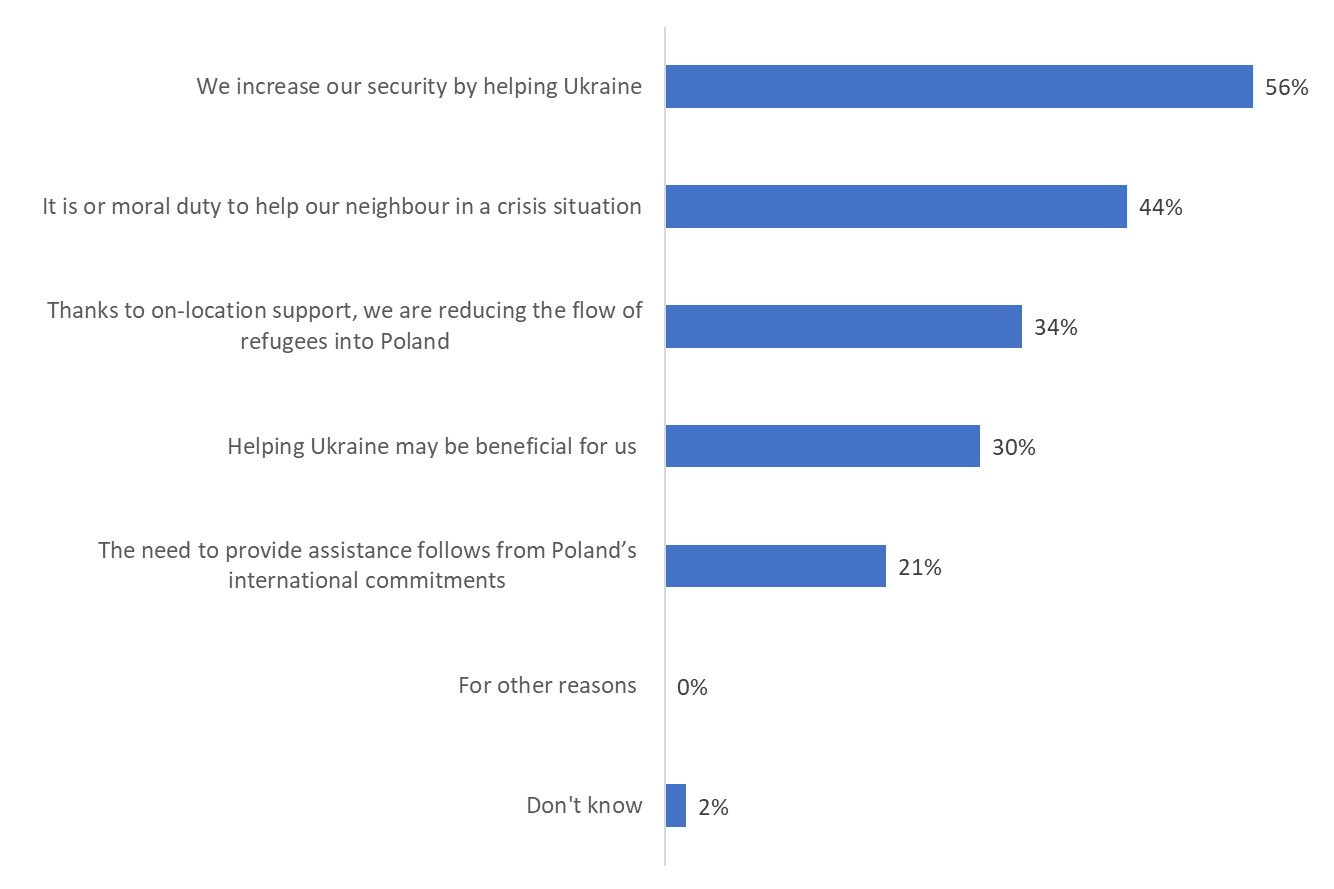 We increase our security by helping Ukraine
56%
It is or moral duty to help our neighbour in a crisis situation
44%
Thanks to on-location support, we are reducing the flow of
refugees into Poland
34%
Helping Ukraine may be beneficial for us
30%
The need to provide assistance follows from Poland’s
international commitments
21%
For other reasons
0%
Don't know
2%